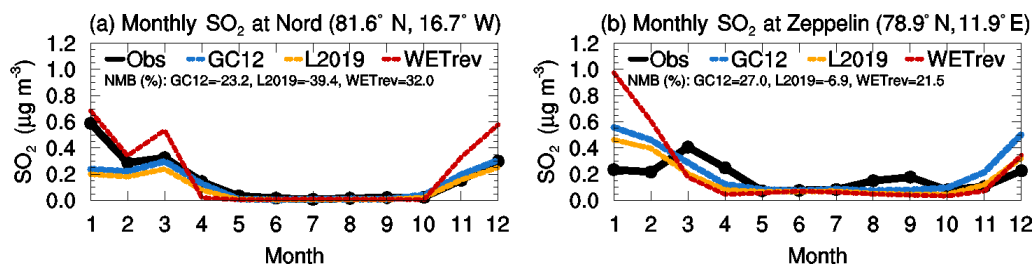 (a) Monthly SO2 at Nord (81.6° N, 16.7° W)
1.2
1.0
0.8
0.6
0.4
0.2
0.0
SO2 (µg m-3)
Obs GC12 L2019 WETrev
NMB (%): GC12=-23.2, L2019=-39.4, WETrev=32.0
1 2 3 4 5 6 7 8 9 10 11 12
Month
(b) Monthly SO2 at Zeppelin (78.9° N, 11.9° E)
1.2
1.0
0.8
0.6
0.4
0.2
0.0
SO2 (µg m-3)
Obs GC12 L2019 WETrev
NMB (%): GC12=27.0, L2019=-6.9, WETrev=21.5
1 2 3 4 5 6 7 8 9 10 11 12
Month